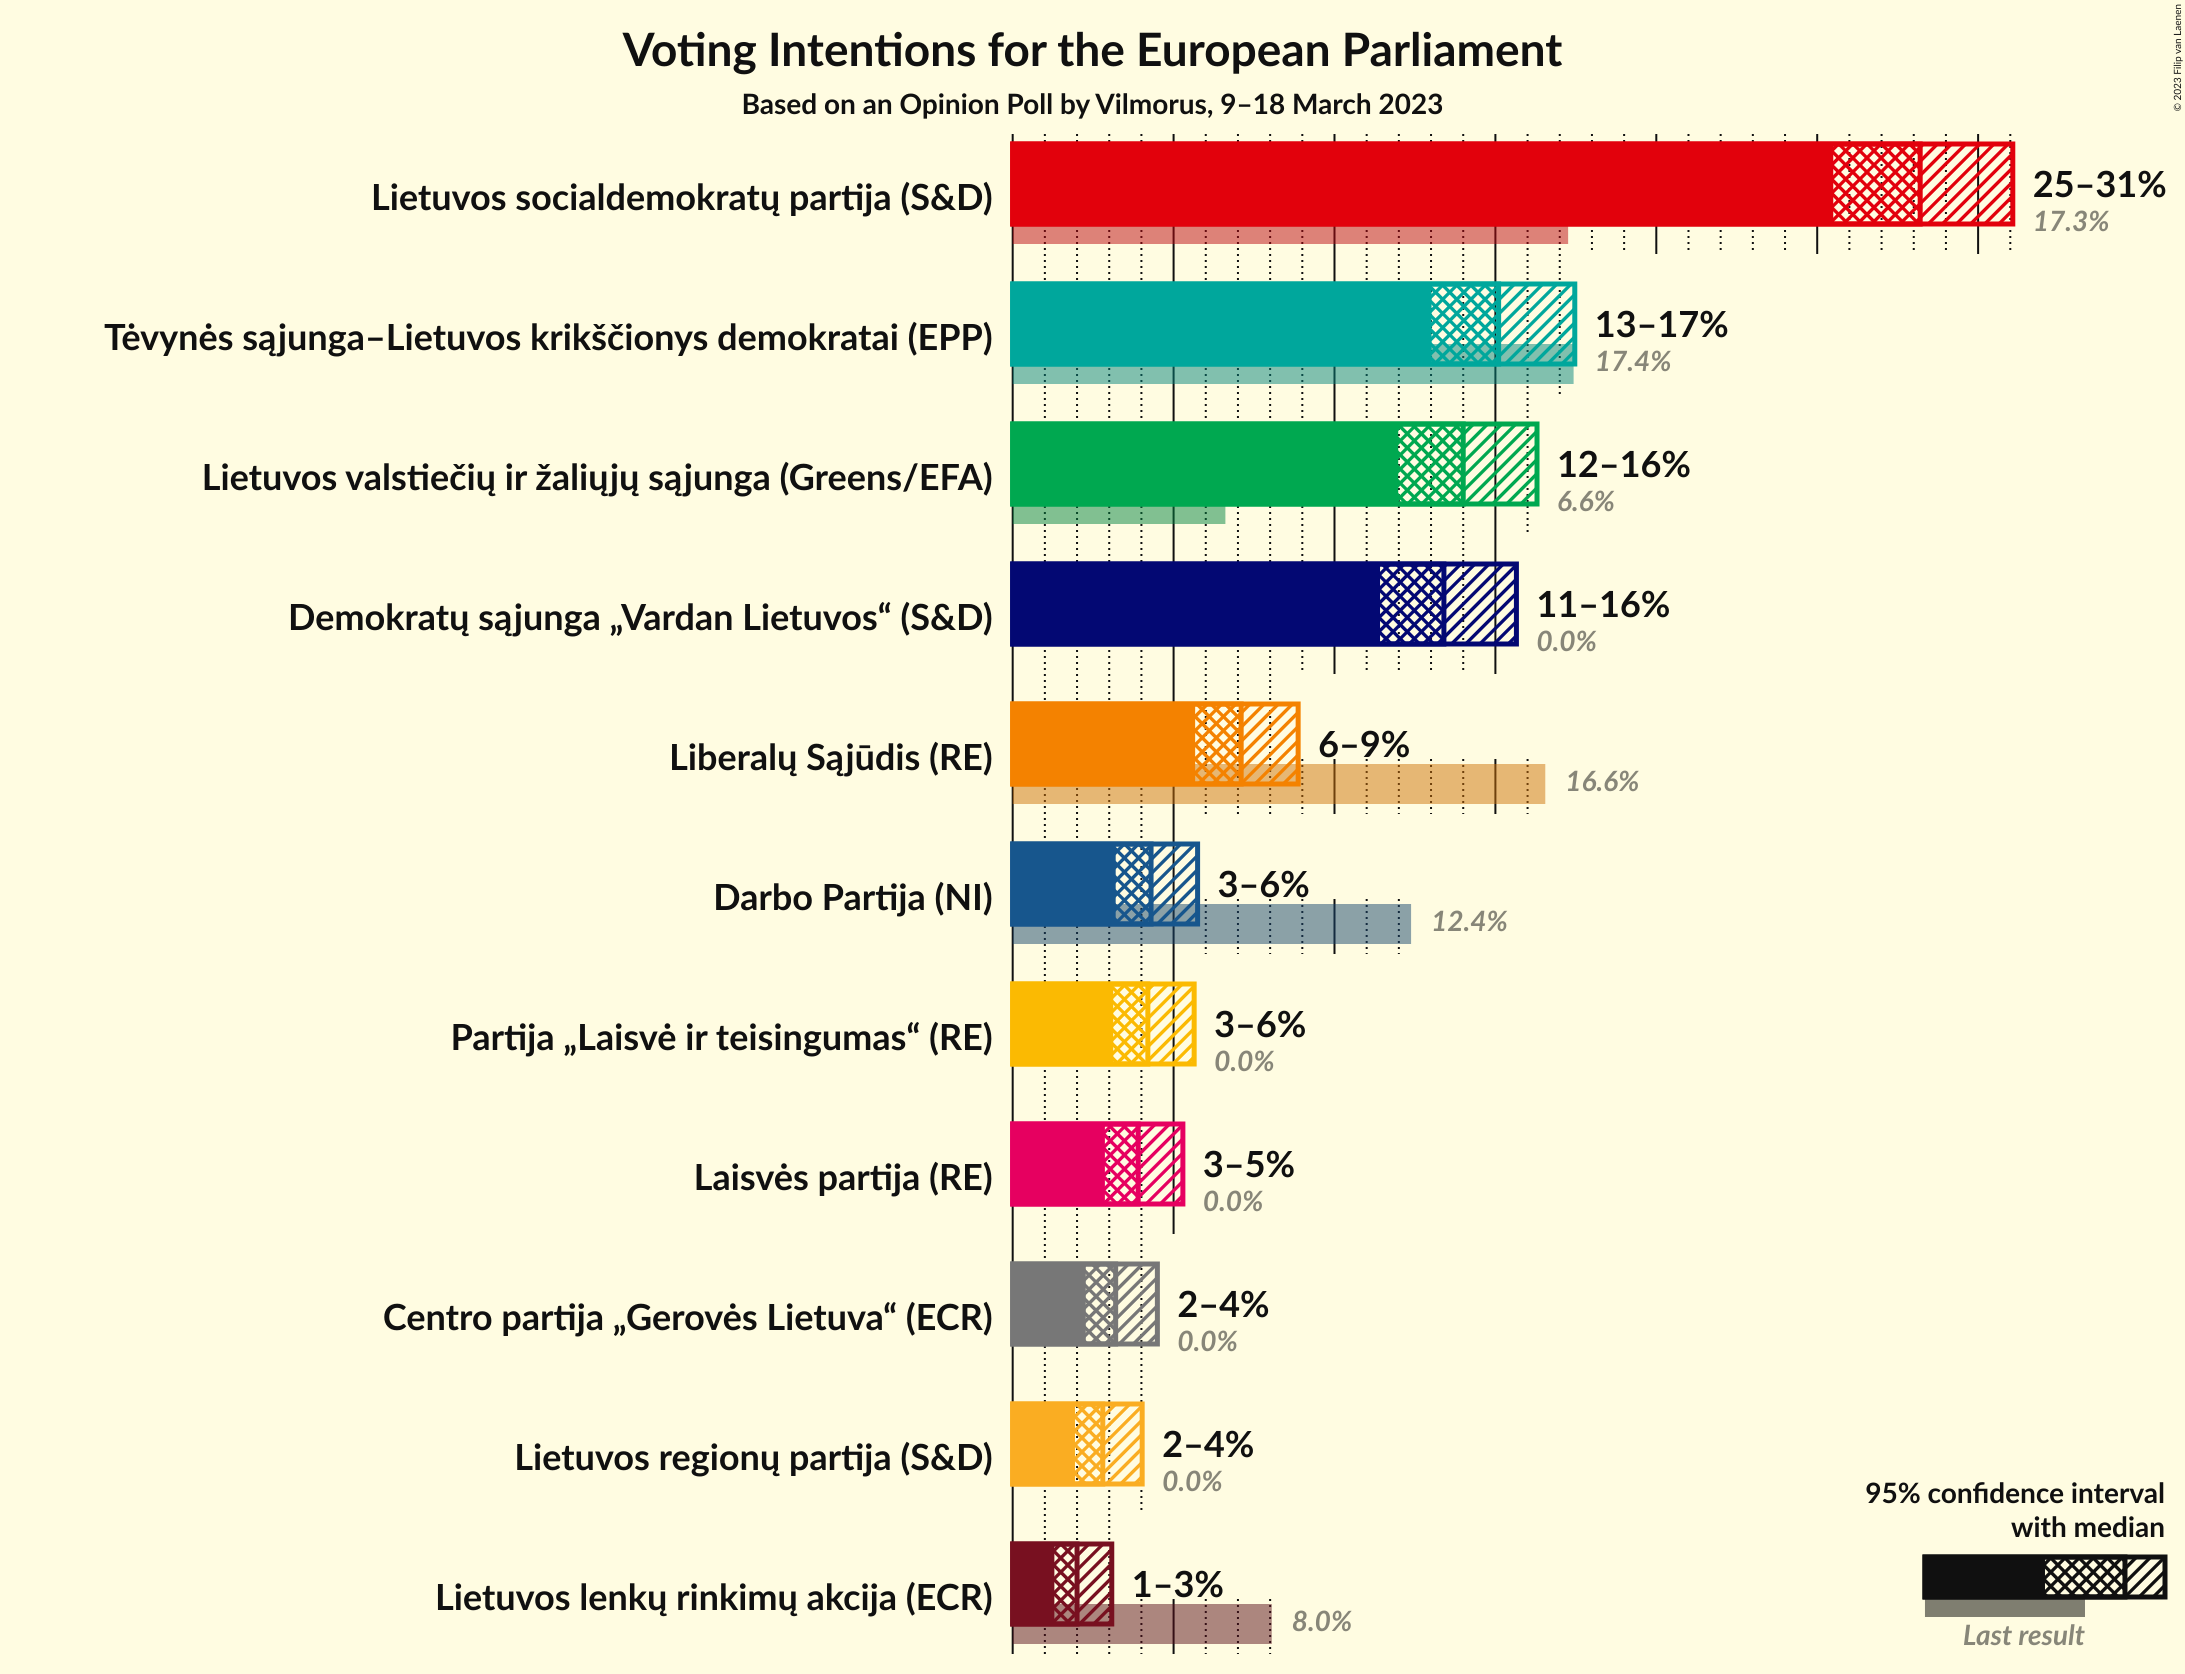 Voting Intentions for the European Parliament
Based on an Opinion Poll by Vilmorus, 9–18 March 2023
© 2023 Filip van Laenen
Lietuvos socialdemokratų partija (S&D)
25–31%
17.3%
Tėvynės sąjunga–Lietuvos krikščionys demokratai (EPP)
13–17%
17.4%
Lietuvos valstiečių ir žaliųjų sąjunga (Greens/EFA)
12–16%
6.6%
Demokratų sąjunga „Vardan Lietuvos“ (S&D)
11–16%
0.0%
Liberalų Sąjūdis (RE)
6–9%
16.6%
Darbo Partija (NI)
3–6%
12.4%
Partija „Laisvė ir teisingumas“ (RE)
3–6%
0.0%
Laisvės partija (RE)
3–5%
0.0%
Centro partija „Gerovės Lietuva“ (ECR)
2–4%
0.0%
Lietuvos regionų partija (S&D)
2–4%
0.0%
Lietuvos lenkų rinkimų akcija (ECR)
1–3%
8.0%
95% confidence interval
with median
Last result